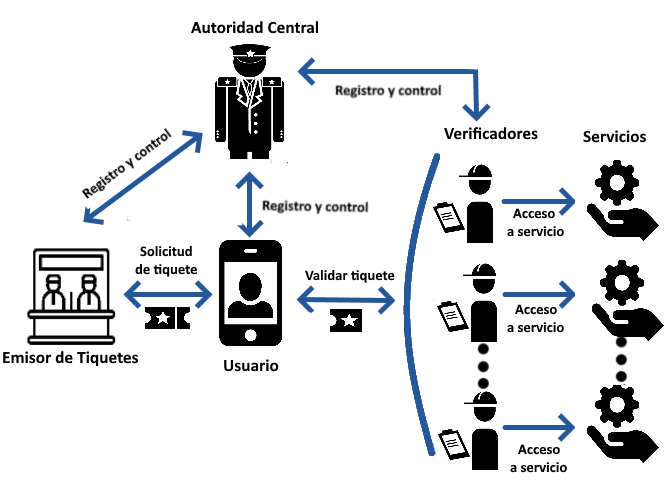 Autoridad Central
Registro y control
Verificadores
Servicios
Registro y control
Registro y control
Acceso
a servicio
Solicitud
de tiquete
Validar tiquete
Acceso
a servicio
Emisor de Tiquetes
Usuario
Acceso
a servicio